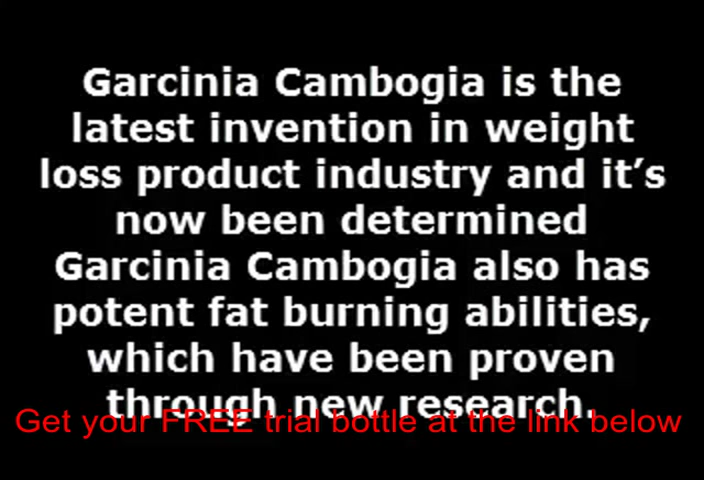 Garcinia Cambogia is the
latest invention in weight
loss product industry and it’s
now been determined
Garcinia Cambogia also has
potent fat burning abilities,
which have been proven
through new research.
Get your FREE trial bottle at the link below